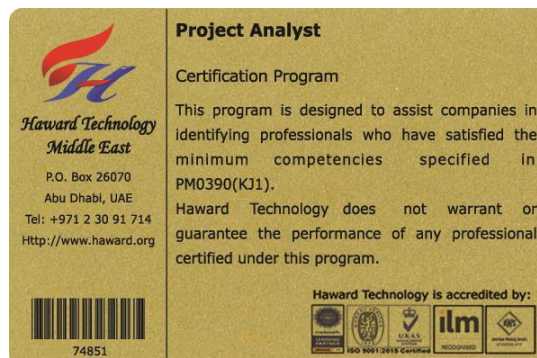 Haward Technology
Middle East
P.O. Box 26070
Abu Dhabi, UAE
Tel: +971 2 30 91 714
Http://www.haward.org
74851
Project Analyst
Certification Program
This program is designed to assist companies in
identifying professionals who have satisfied the
minimum competencies specified in
PM0390(KJ1).
Haward Technology does not warrant or
guarantee the performance of any professional
certified under this program.
Haward Technology is accredited by:
UKAS
ilm
RECOGNISED
AWS
ISO 9001:2015 Certified